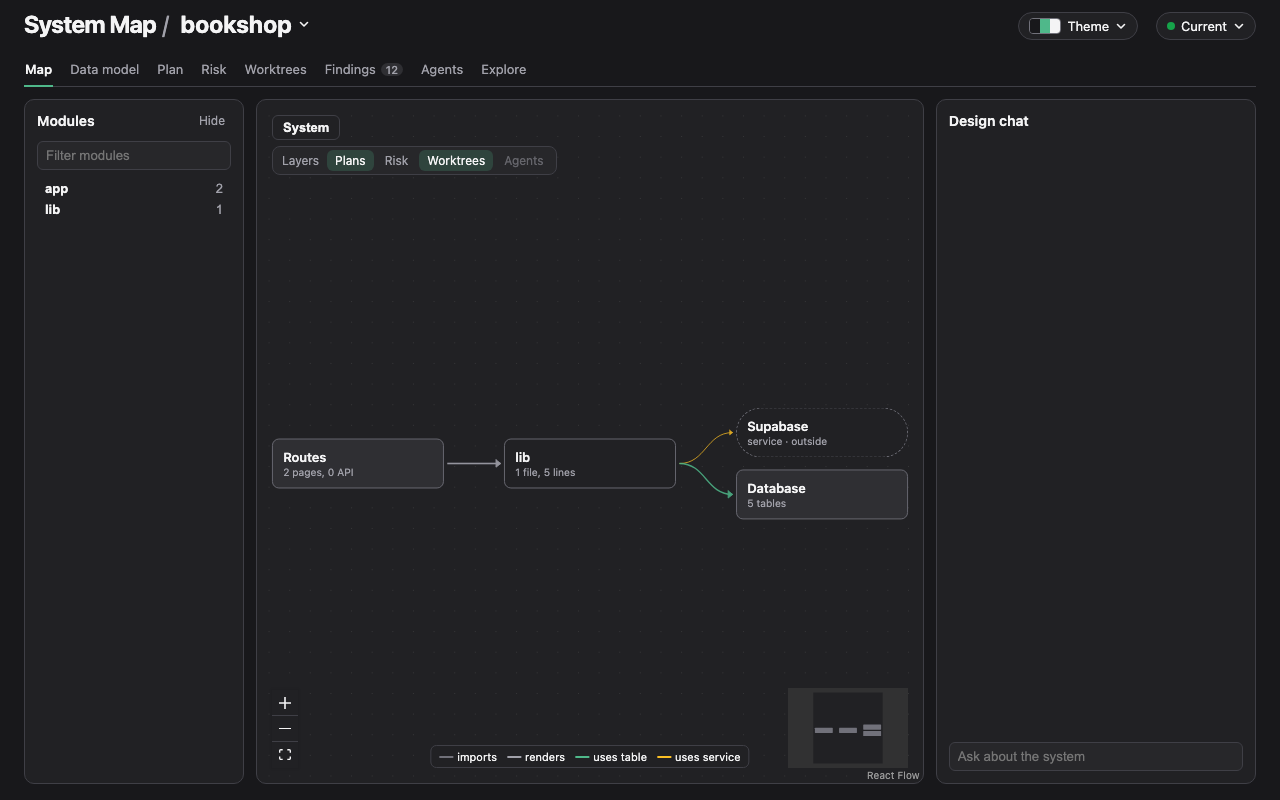 System Map / bookshop
Theme
Current
Map
Data model
Plan
Risk
Worktrees
Findings 12
Agents
Explore
Modules
Hide
Filter modules
app 2
lib 1
System
Layers
Plans
Risk
Worktrees
Agents
Routes
2 pages, 0 API
lib
1 file, 5 lines
Supabase
service · outside
Database
5 tables
imports
renders
uses table
uses service
React Flow
Design chat
Ask about the system